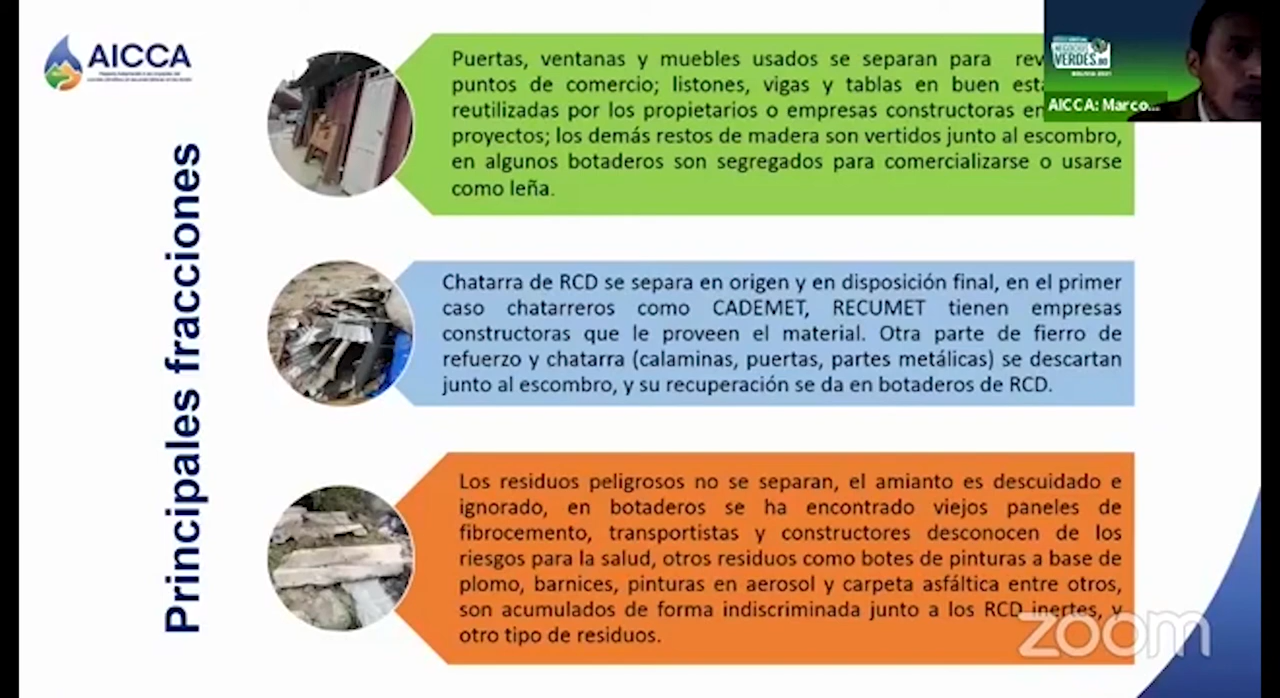 AICCA
Principales fracciones
Puertas, ventanas y muebles usados se separan para
puntos de comercio; listones, vigas y tablas en buen
reutilizadas por los propietarios o empresas constructoras
proyectos; los demás restos de madera son vertidos junto al escombro,
en algunos botaderos son segregados para comercializarse o usarse
como leña.
Chatarra de RCD se separa en origen y en disposición final, en el primer
caso chatarreros como CADEMET, RECUMET tienen empresas
constructoras que le proveen el material. Otra parte de fierro de
refuerzo y chatarra (calaminas, puertas, partes metálicas) se descartan
junto al escombro, y su recuperación se da en botaderos de RCD.
Los residuos peligrosos no se separan, el amianto es descuidado e
ignorado, en botaderos se ha encontrado viejos paneles de
fibrocemento, transportistas y constructores desconocen de los
riesgos para la salud, otros residuos como botes de pinturas a base de
plomo, barnices, pinturas en aerosol y carpeta asfáltica entre otros,
son acumulados de forma indiscriminada junto a los RCD inertes, y
otro tipo de residuos.
NEGOCIOS
VERDES.BO
BOLIVIA 2021
AICCA: Marco...
zoom